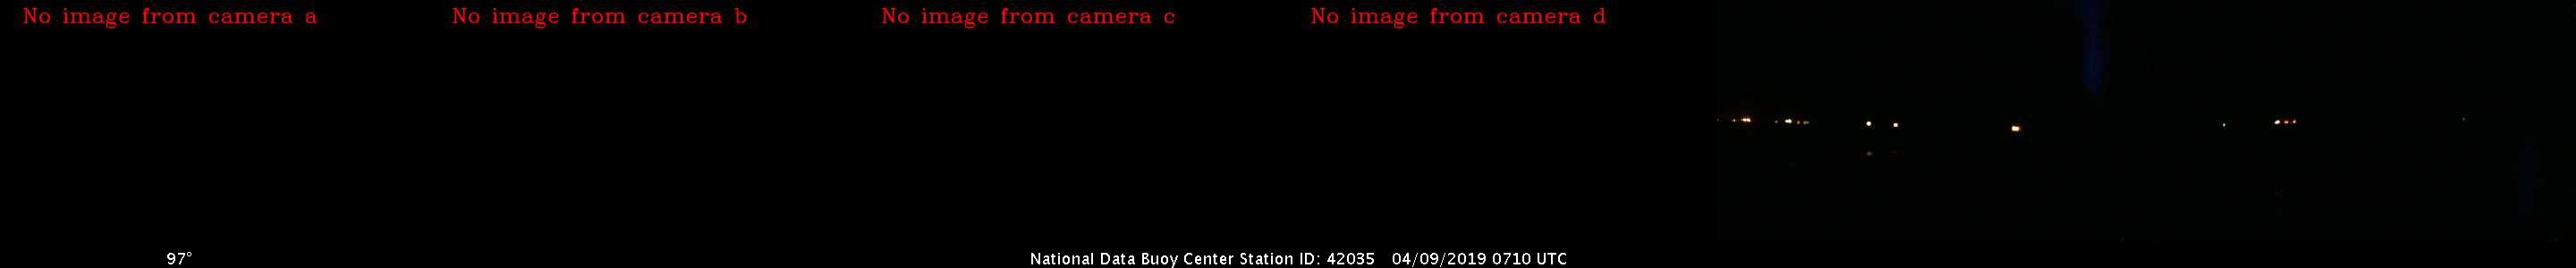 No image from camera a
No image from camera b
No image from camera c
No image from camera d
97°
National Data Buoy Center Station ID: 42035 04/09/2019 0710 UTC